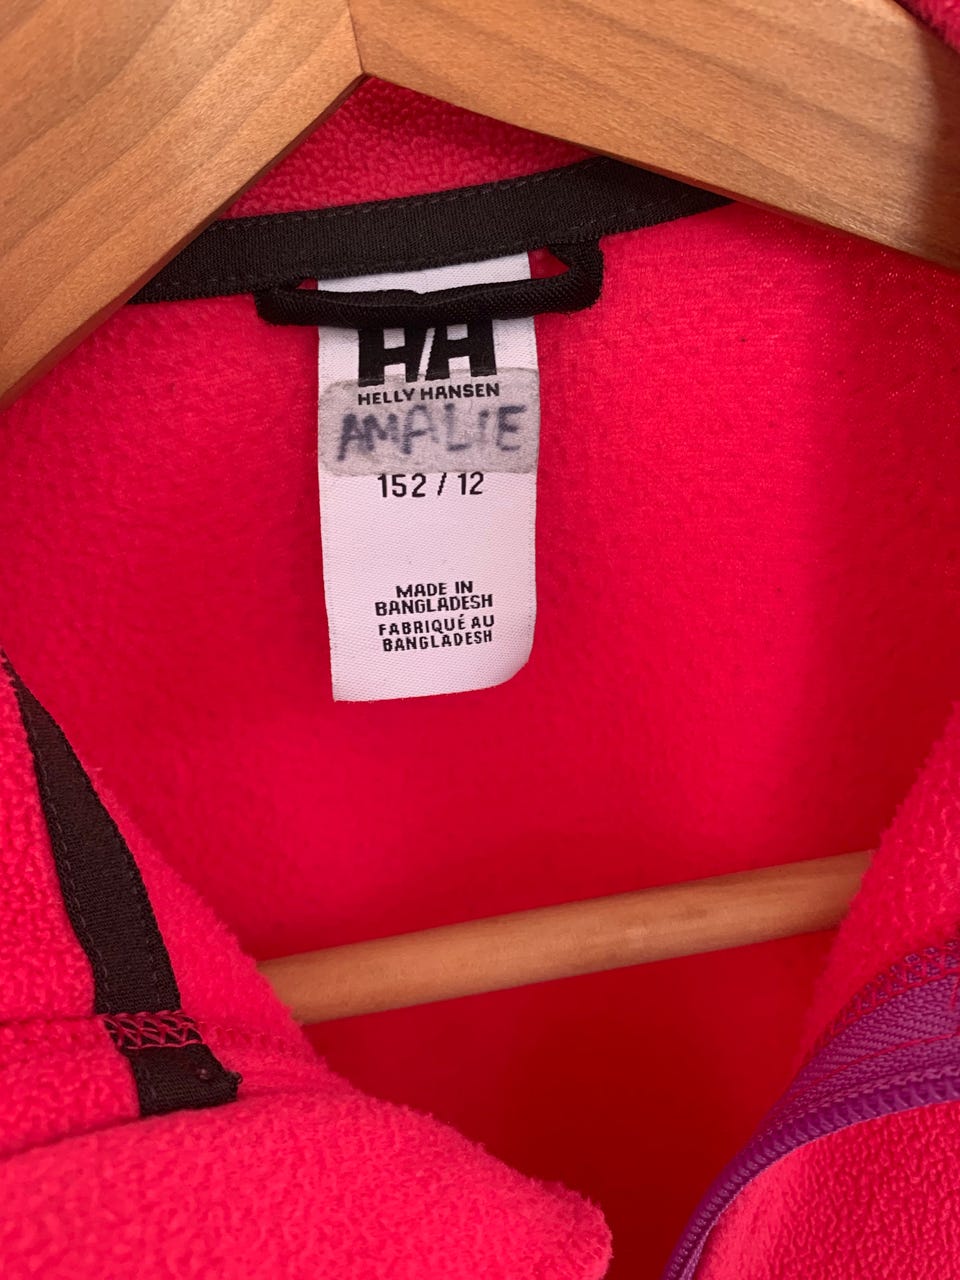 HH
HELLY HANSEN
AMALIE
152 / 12
MADE IN
BANGLADESH
FABRIQUÉ AU
BANGLADESH